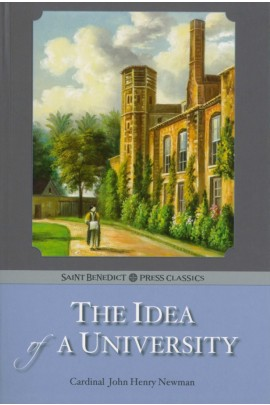 SAINT BENEDICT PRESS CLASSICS
THE IDEA
of A UNIVERSITY
Cardinal John Henry Newman